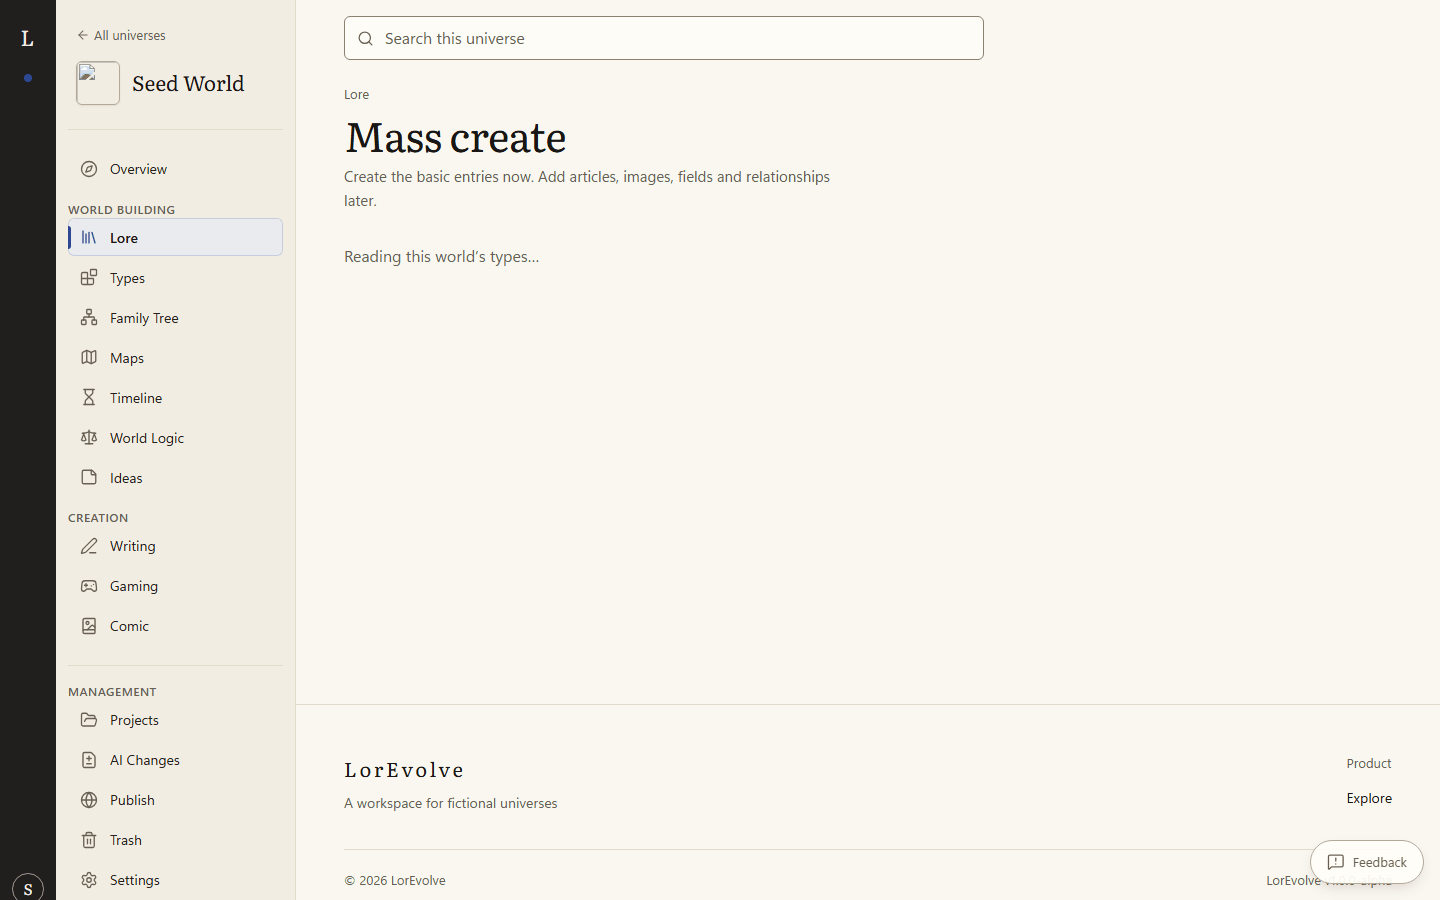 L
← All universes
Seed World
Overview
WORLD BUILDING
Lore
Types
Family Tree
Maps
Timeline
World Logic
Ideas
CREATION
Writing
Gaming
Comic
MANAGEMENT
Projects
AI Changes
Publish
Trash
Settings
S
Search this universe
Lore
Mass create
Create the basic entries now. Add articles, images, fields and relationships
later.
Reading this world’s types…
LorEvolve
A workspace for fictional universes
Product
Explore
© 2026 LorEvolve
LorEvolve
Feedback